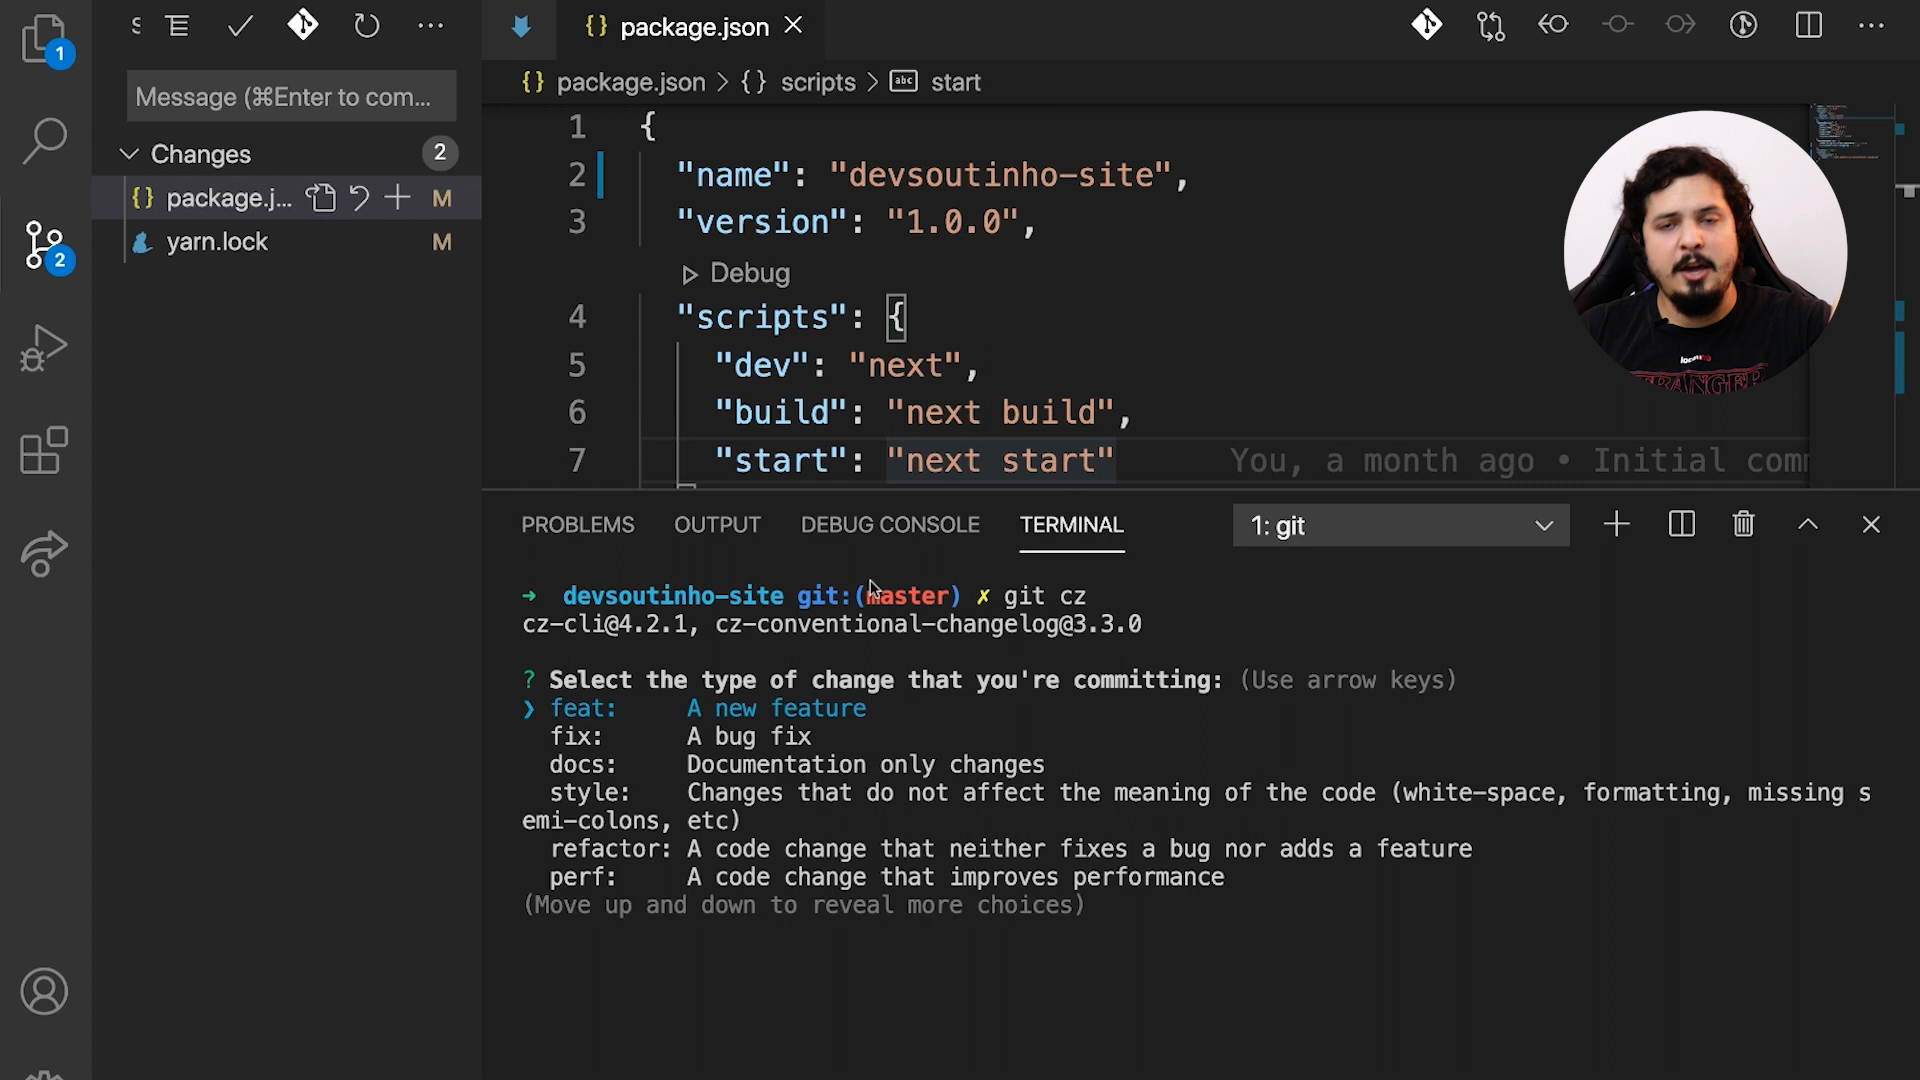 1
S
package.json
Message (⌘Enter to com...
package.json > {} scripts > abc start
Changes 2
{} package.j... M
yarn.lock M
2
1 {
2 "name": "devsoutinho-site",
3 "version": "1.0.0",
Debug
4 "scripts": {
5 "dev": "next",
6 "build": "next build",
7 "start": "next start" You, a month ago • Initial com
PROBLEMS OUTPUT DEBUG CONSOLE TERMINAL 1: git
→ devsoutinho-site git:(master) ✗ git cz
cz-cli@4.2.1, cz-conventional-changelog@3.3.0
? Select the type of change that you're committing: (Use arrow keys)
❯ feat: A new feature
fix: A bug fix
docs: Documentation only changes
style: Changes that do not affect the meaning of the code (white-space, formatting, missing s
emi-colons, etc)
refactor: A code change that neither fixes a bug nor adds a feature
perf: A code change that improves performance
(Move up and down to reveal more choices)